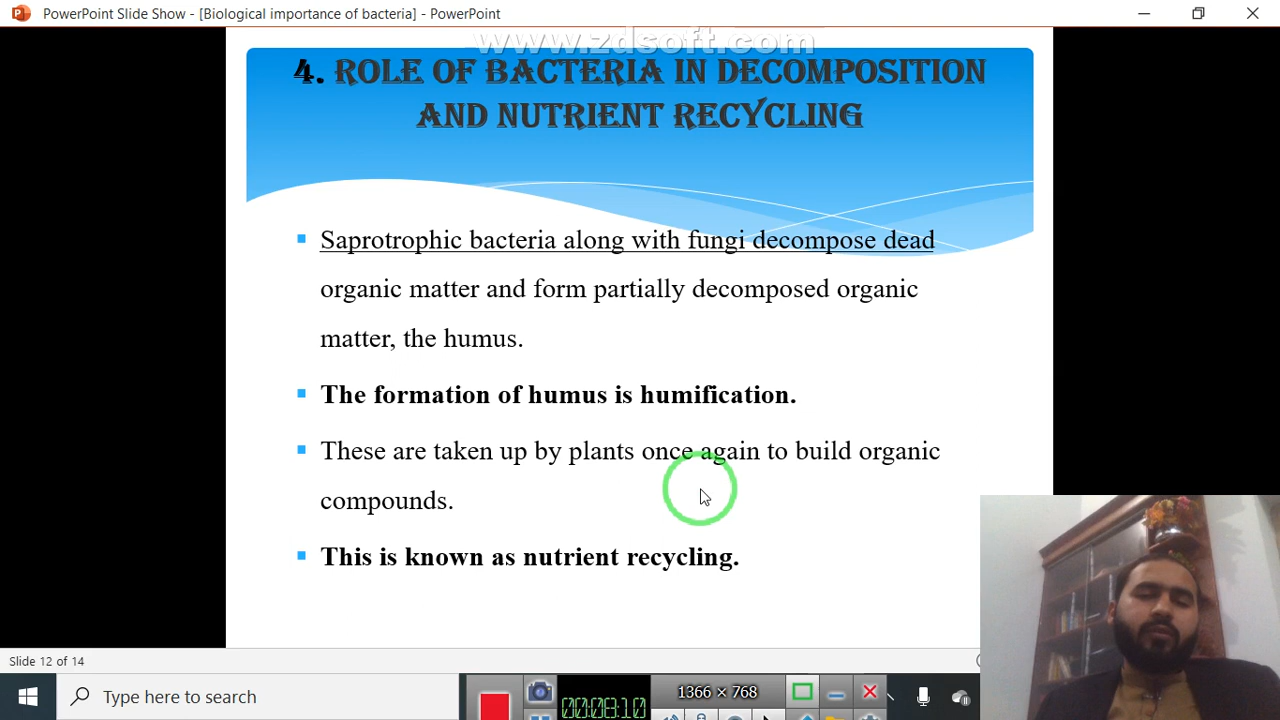 PowerPoint Slide Show - [Biological importance of bacteria] - PowerPoint
www.zdsoft.com
4. ROLE OF BACTERIA IN DECOMPOSITION
AND NUTRIENT RECYCLING
Saprotrophic bacteria along with fungi decompose dead
organic matter and form partially decomposed organic
matter, the humus.
The formation of humus is humification.
These are taken up by plants once again to build organic
compounds.
This is known as nutrient recycling.
Slide 12 of 14
Type here to search
1366 × 768